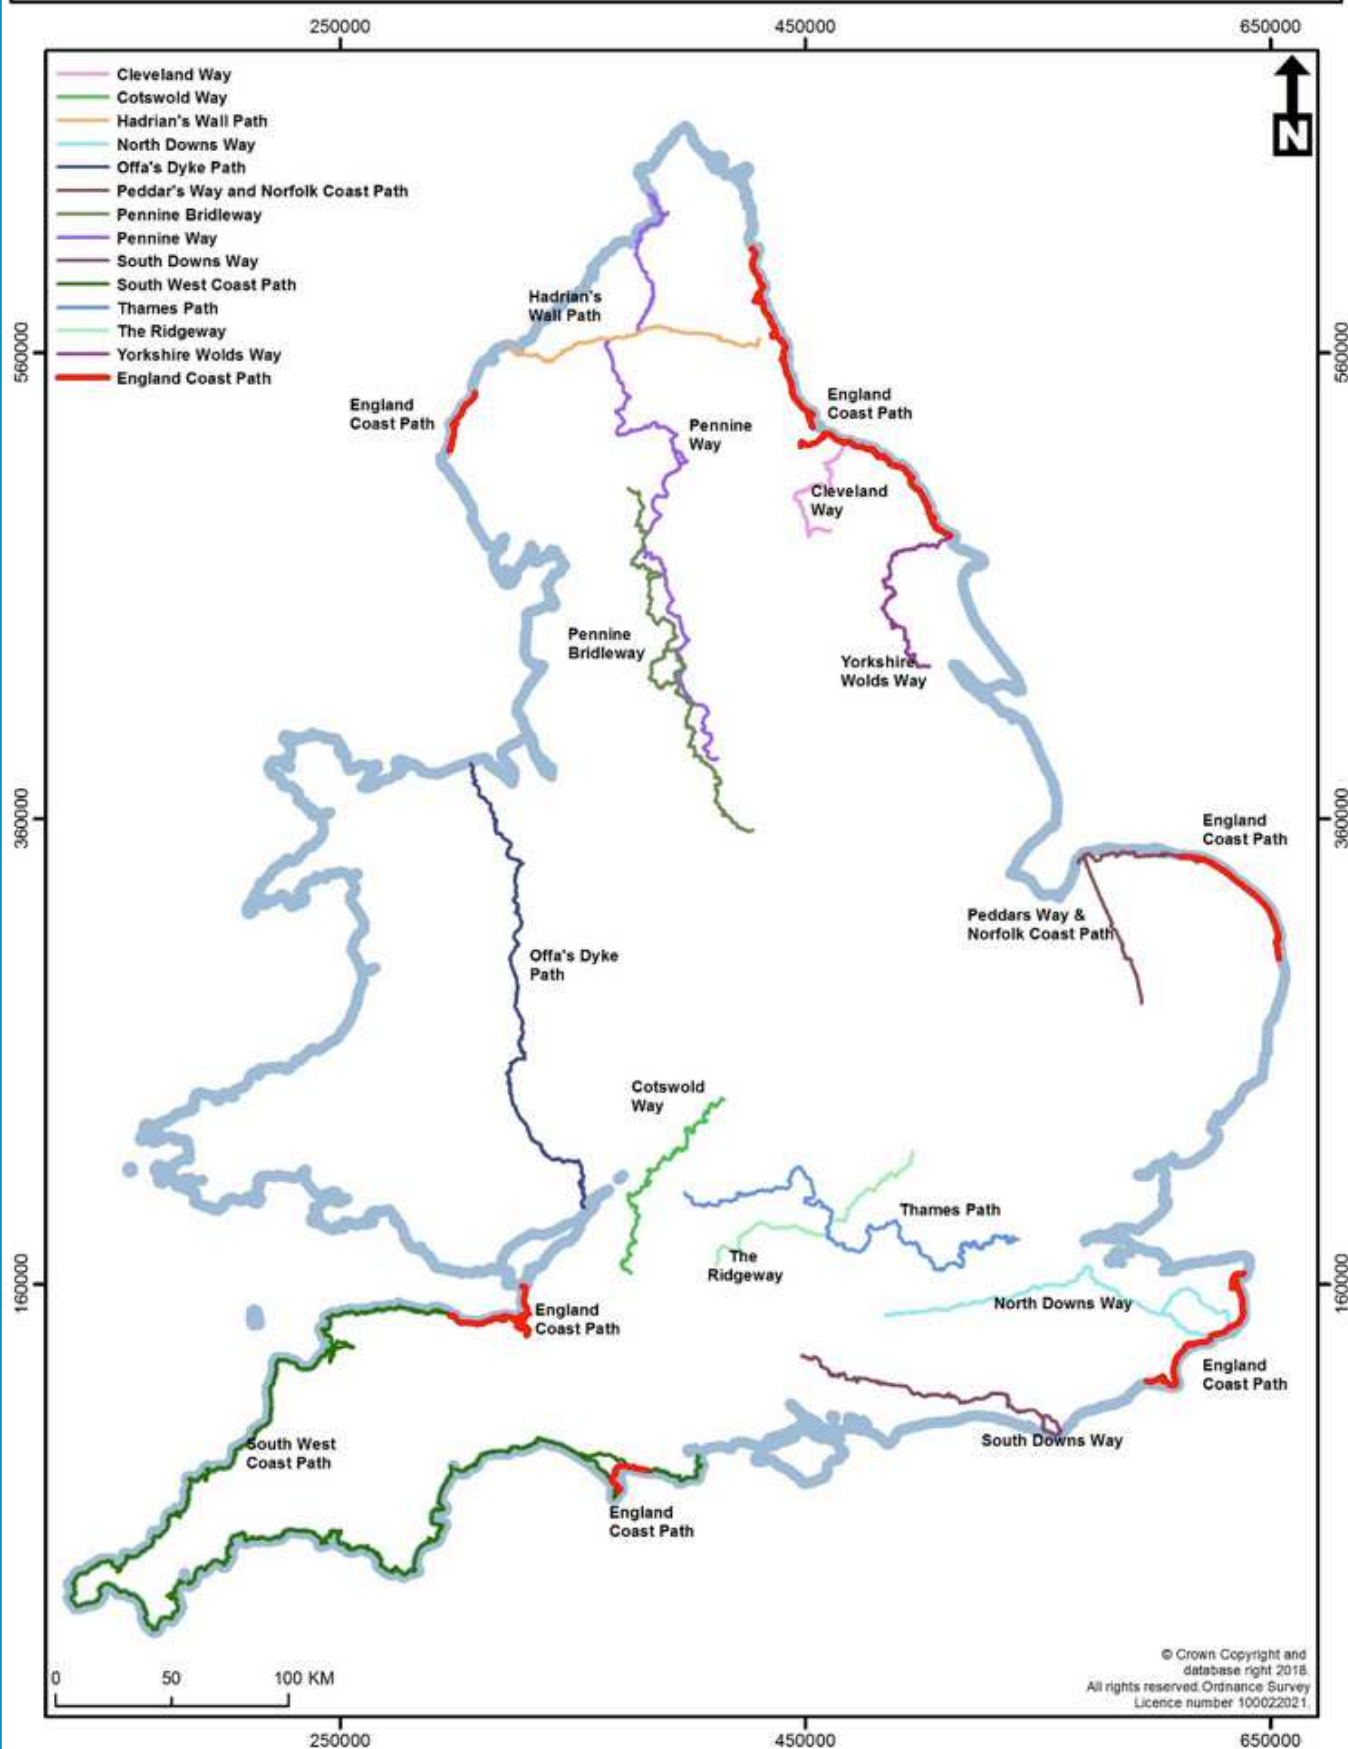 250000
450000
650000
Cleveland Way
Cotswold Way
Hadrian's Wall Path
North Downs Way
Offa's Dyke Path
Peddar's Way and Norfolk Coast Path
Pennine Bridleway
Pennine Way
South Downs Way
South West Coast Path
Thames Path
The Ridgeway
Yorkshire Wolds Way
England Coast Path
N
Hadrian's
Wall Path
560000
560000
England
Coast Path
England
Coast Path
Pennine
Way
Cleveland
Way
Pennine
Bridleway
Yorkshire
Wolds Way
360000
360000
England
Coast Path
Peddars Way &
Norfolk Coast Path
Offa's Dyke
Path
Cotswold
Way
Thames Path
The
Ridgeway
160000
160000
North Downs Way
England
Coast Path
England
Coast Path
South West
Coast Path
South Downs Way
England
Coast Path
0
50
100 KM
© Crown Copyright and
database right 2018.
All rights reserved.Ordnance Survey
Licence number 100022021.
250000
450000
650000